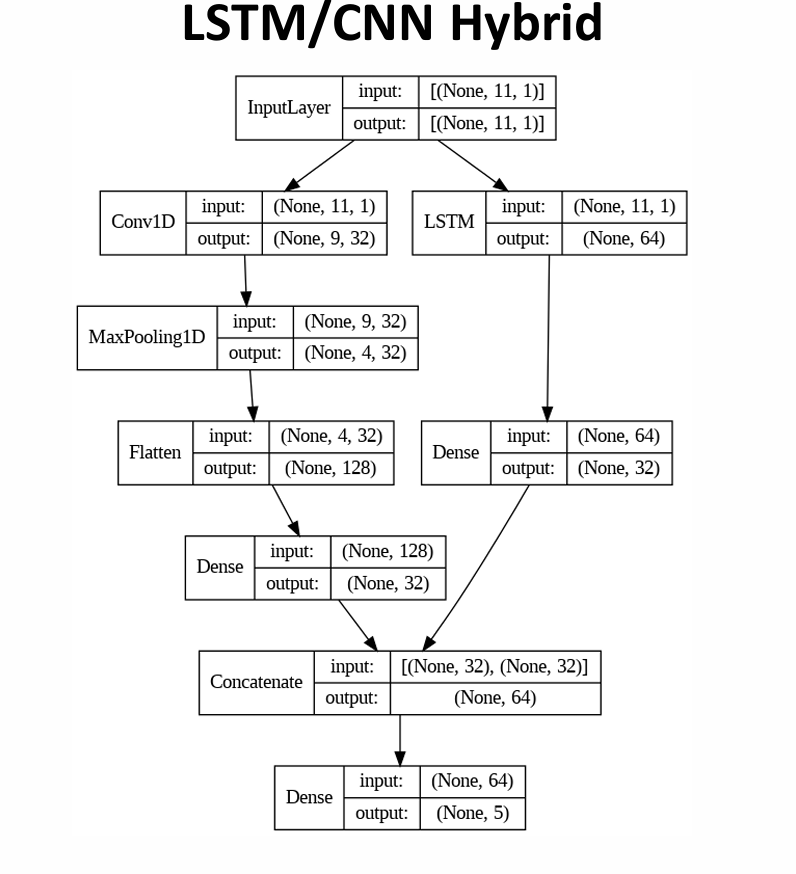 LSTM/CNN Hybrid
InputLayer input: [(None, 11, 1)]
output: [(None, 11, 1)]
Conv1D input: (None, 11, 1)
output: (None, 9, 32)
LSTM input: (None, 11, 1)
output: (None, 64)
MaxPooling1D input: (None, 9, 32)
output: (None, 4, 32)
Flatten input: (None, 4, 32)
output: (None, 128)
Dense input: (None, 64)
output: (None, 32)
Dense input: (None, 128)
output: (None, 32)
Concatenate input: [(None, 32), (None, 32)]
output: (None, 64)
Dense input: (None, 64)
output: (None, 5)